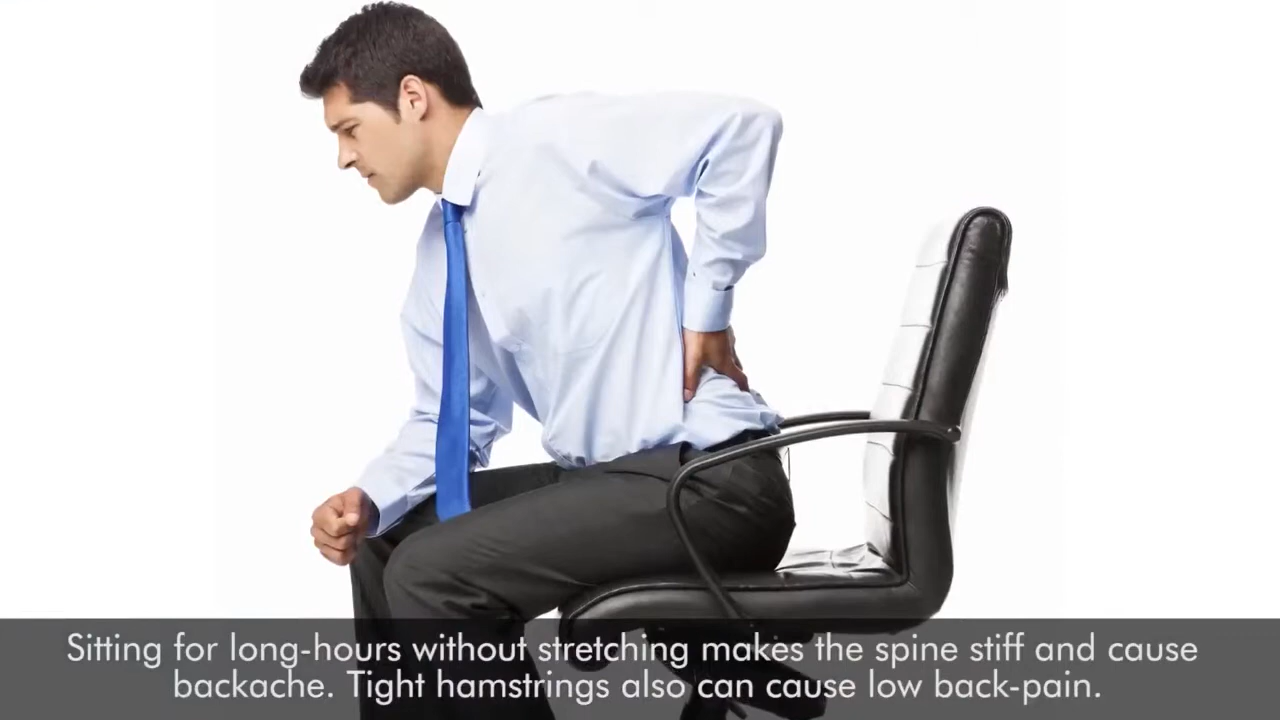 Sitting for long-hours without stretching makes the spine stiff and cause
backache. Tight hamstrings also can cause low back-pain.